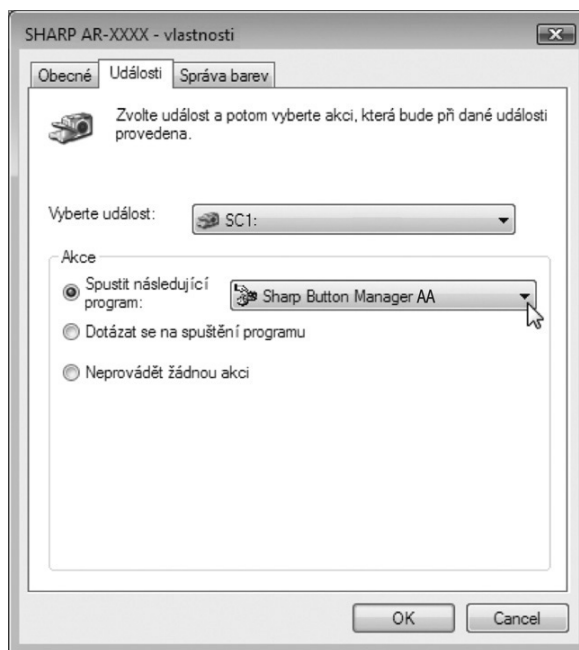 SHARP AR-XXXX - vlastnosti
Obecné Události Správa barev
Zvolte událost a potom vyberte akci, která bude při dané události
provedena.
Vyberte událost: SC1:
Akce
Spustit následující
program: Sharp Button Manager AA
Dotázat se na spuštění programu
Neprovádět žádnou akci
OK Cancel